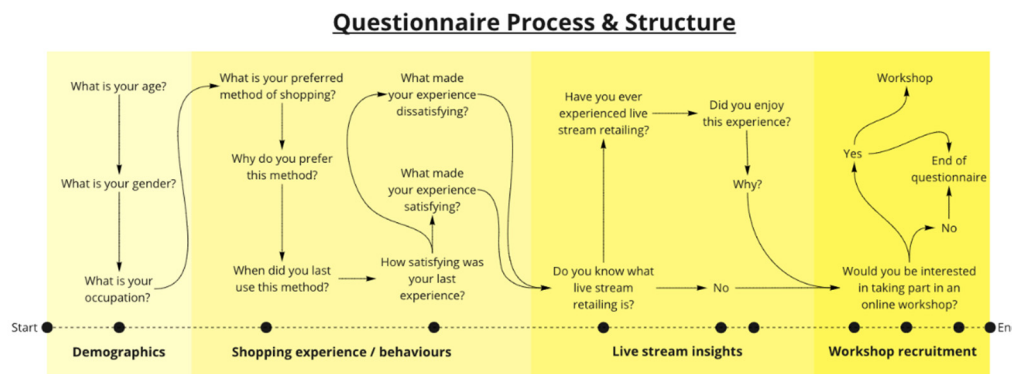 Questionnaire Process & Structure
What is your age?
What is your gender?
What is your
occupation?
What is your preferred
method of shopping?
Why do you prefer
this method?
When did you last
use this method?
What made
your experience
dissatisfying?
What made
your experience
satisfying?
How satisfying was
your last
experience?
Have you ever
experienced live
stream retailing?
Did you enjoy
this experience?
Why?
Do you know what
live stream
retailing is?
No
Workshop
Yes
End of
questionnaire
No
Would you be interested
in taking part in an
online workshop?
Start
En
Demographics
Shopping experience / behaviours
Live stream insights
Workshop recruitment